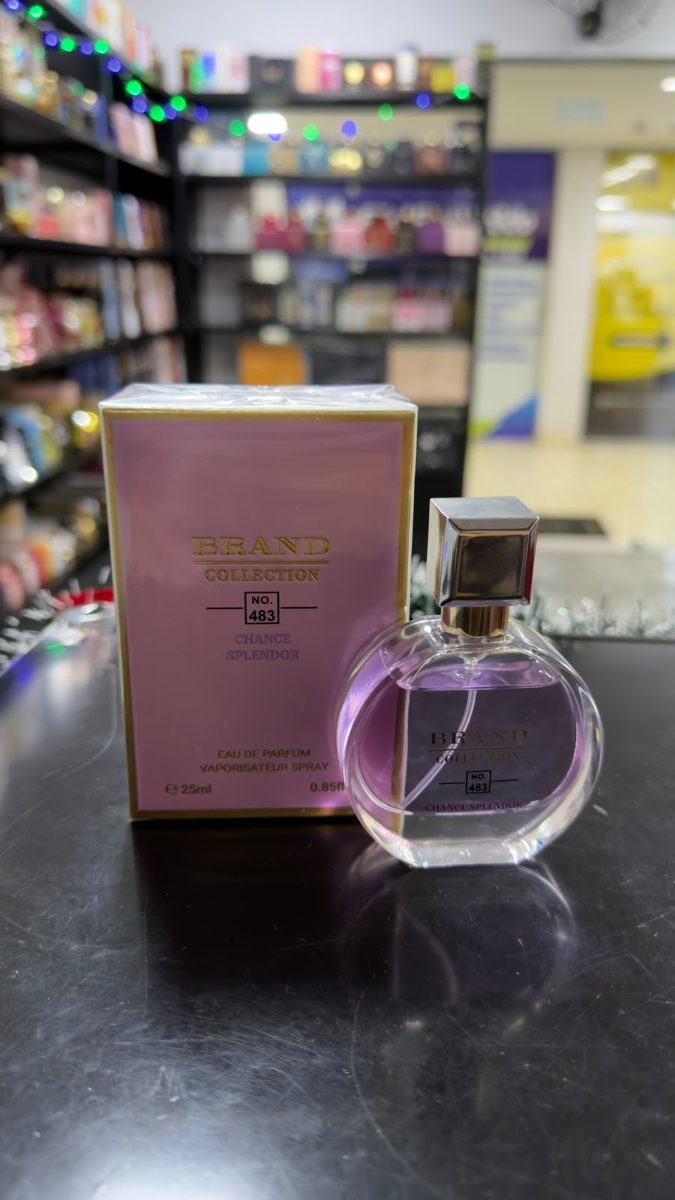 BRAND
COLLECTION
NO.
483
CHANCE
SPLENDOR
EAU DE PARFUM
VAPORISATEUR SPRAY
℮ 25ml
0.85fl
BRAND
COLLECTION
NO.
483
CHANCE SPLENDOR